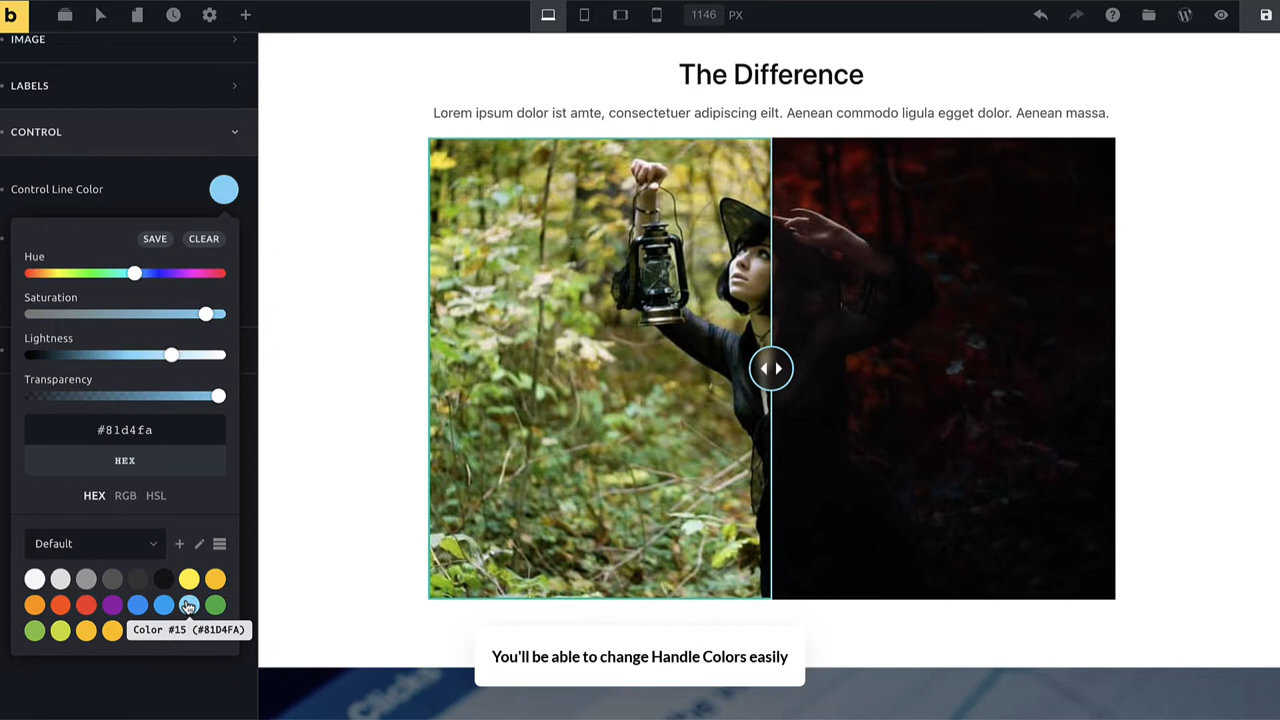 b
1146 PX
IMAGE
LABELS
CONTROL
Control Line Color
SAVE CLEAR
Hue
Saturation
Lightness
Transparency
#81d4fa
HEX
HEX RGB HSL
Default
Color #15 (#81D4FA)
The Difference
Lorem ipsum dolor ist amte, consectetuer adipiscing eilt. Aenean commodo ligula egget dolor. Aenean massa.
You'll be able to change Handle Colors easily
Clicks